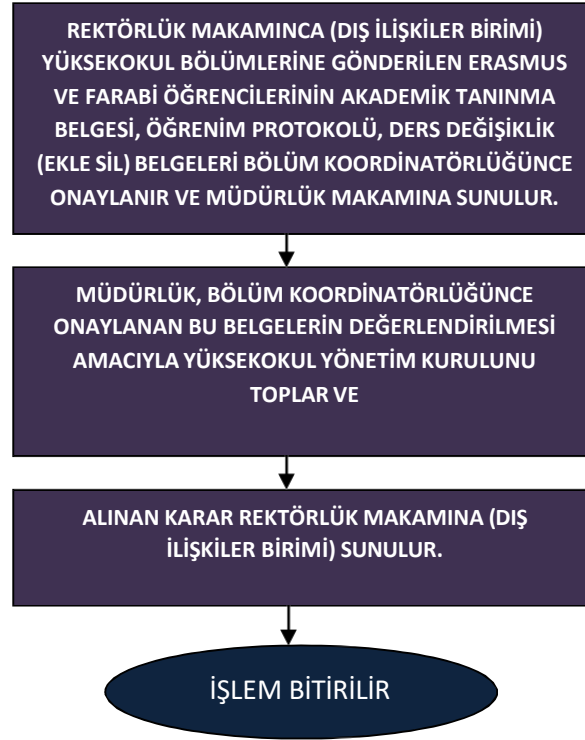 REKTÖRLÜK MAKAMINCA (DIŞ İLİŞKİLER BİRİMİ)
YÜKSEKOKUL BÖLÜMLERİNE GÖNDERİLEN ERASMUS
VE FARABİ ÖĞRENCİLERİNİN AKADEMİK TANINMA
BELGESİ, ÖĞRENİM PROTOKOLÜ, DERS DEĞİŞİKLİK
(EKLE SİL) BELGELERİ BÖLÜM KOORDİNATÖRLÜĞÜNCE
ONAYLANIR VE MÜDÜRLÜK MAKAMINA SUNULUR.
MÜDÜRLÜK, BÖLÜM KOORDİNATÖRLÜĞÜNCE
ONAYLANAN BU BELGELERİN DEĞERLENDİRİLMESİ
AMACIYLA YÜKSEKOKUL YÖNETİM KURULUNU
TOPLAR VE
ALINAN KARAR REKTÖRLÜK MAKAMINA (DIŞ
İLİŞKİLER BİRİMİ) SUNULUR.
İŞLEM BİTİRİLİR